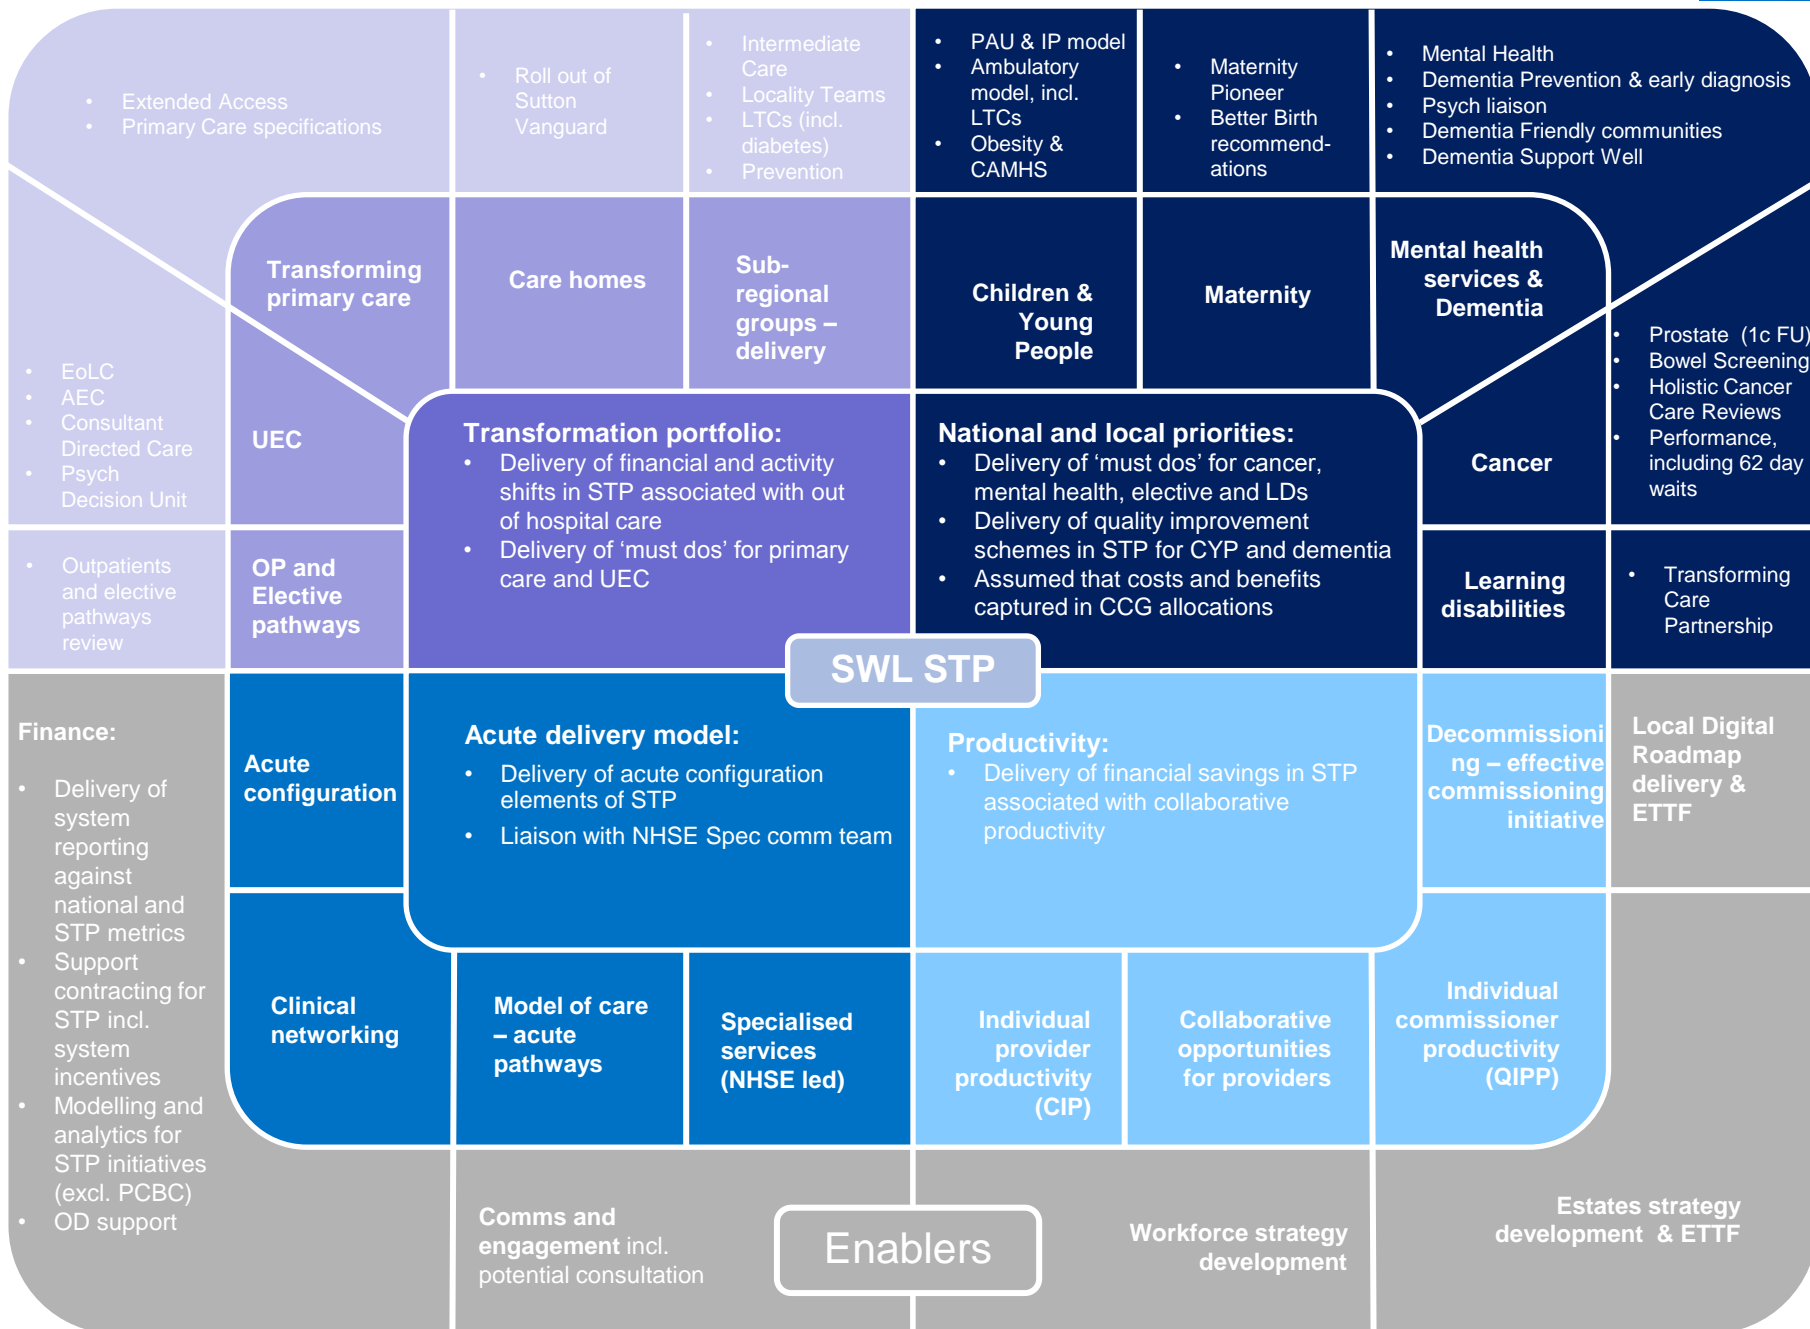 • Extended Access
• Primary Care specifications
• Roll out of
Sutton
Vanguard
• Intermediate
Care
• Locality Teams
• LTCs (incl.
diabetes)
• Prevention
• PAU & IP model
• Ambulatory
model, incl.
LTCs
• Obesity &
CAMHS
• Maternity
Pioneer
• Better Birth
recommend-
ations
• Mental Health
• Dementia Prevention & early diagnosis
• Psych liaison
• Dementia Friendly communities
• Dementia Support Well
Transforming
primary care
Care homes
Sub-
regional
groups –
delivery
Children &
Young
People
Maternity
Mental health
services &
Dementia
• EoLC
• AEC
• Consultant
Directed Care
• Psych
Decision Unit
UEC
Transformation portfolio:
• Delivery of financial and activity
shifts in STP associated with out
of hospital care
• Delivery of ‘must dos’ for primary
care and UEC
National and local priorities:
• Delivery of ‘must dos’ for cancer,
mental health, elective and LDs
• Delivery of quality improvement
schemes in STP for CYP and dementia
• Assumed that costs and benefits
captured in CCG allocations
Cancer
• Prostate (1c FU)
• Bowel Screening
• Holistic Cancer
Care Reviews
• Performance,
including 62 day
waits
• Outpatients
and elective
pathways
review
OP and
Elective
pathways
Learning
disabilities
• Transforming
Care
Partnership
SWL STP
Finance:
• Delivery of
system
reporting
against
national and
STP metrics
• Support
contracting for
STP incl.
system
incentives
• Modelling and
analytics for
STP initiatives
(excl. PCBC)
• OD support
Acute
configuration
Acute delivery model:
• Delivery of acute configuration
elements of STP
• Liaison with NHSE Spec comm team
Productivity:
• Delivery of financial savings in STP
associated with collaborative
productivity
Decommissioni
ng – effective
commissioning
initiative
Local Digital
Roadmap
delivery &
ETTF
Clinical
networking
Model of care
– acute
pathways
Specialised
services
(NHSE led)
Individual
provider
productivity
(CIP)
Collaborative
opportunities
for providers
Individual
commissioner
productivity
(QIPP)
Comms and
engagement incl.
potential consultation
Enablers
Workforce strategy
development
Estates strategy
development & ETTF